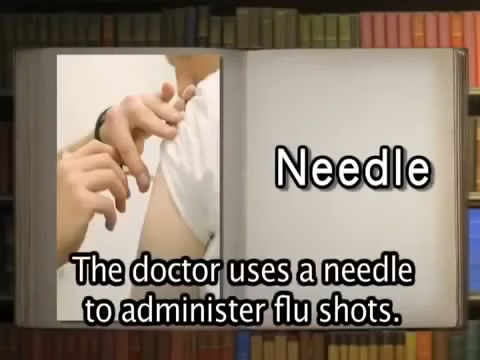 Needle
The doctor uses a needle
to administer flu shots.